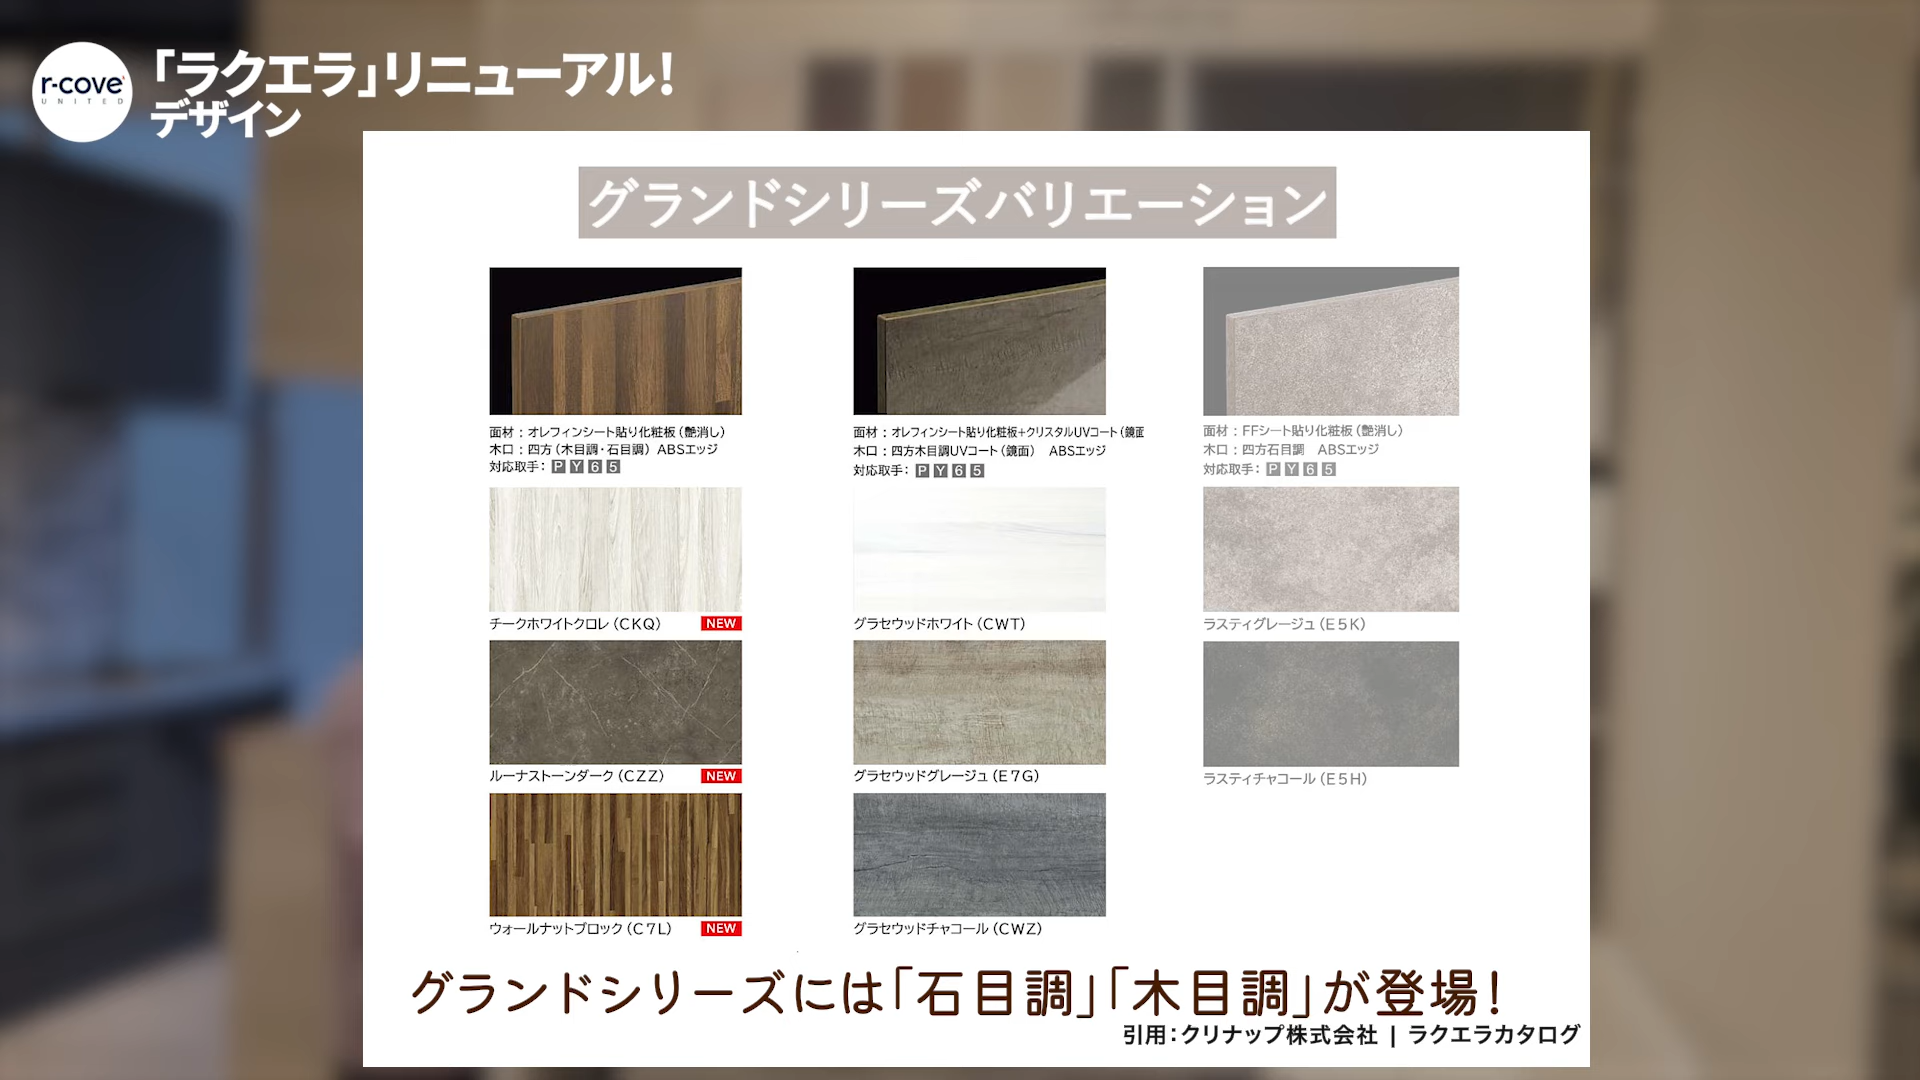 r-cove
UNITED
「ラクエラ」リニューアル！
デザイン
グランドシリーズバリエーション
面材：オレフィンシート貼り化粧板（艶消し）
木口：四方（木目調・石目調） ABSエッジ
対応取手：P Y 6 5
チークホワイトクロレ（CKQ） NEW
ルーナストーンダーク（CZZ） NEW
ウォールナットブロック（C7L） NEW
面材：オレフィンシート貼り化粧板+クリスタルUVコート（鏡面
木口：四方木目調UVコート（鏡面） ABSエッジ
対応取手：P Y 6 5
グラセウッドホワイト（CWT）
グラセウッドグレージュ（E7G）
グラセウッドチャコール（CWZ）
面材：FFシート貼り化粧板（艶消し）
木口：四方石目調 ABSエッジ
対応取手：P Y 6 5
ラスティグレージュ（E5K）
ラスティチャコール（E5H）
グランドシリーズには「石目調」「木目調」が登場！
引用：クリナップ株式会社 | ラクエラカタログ